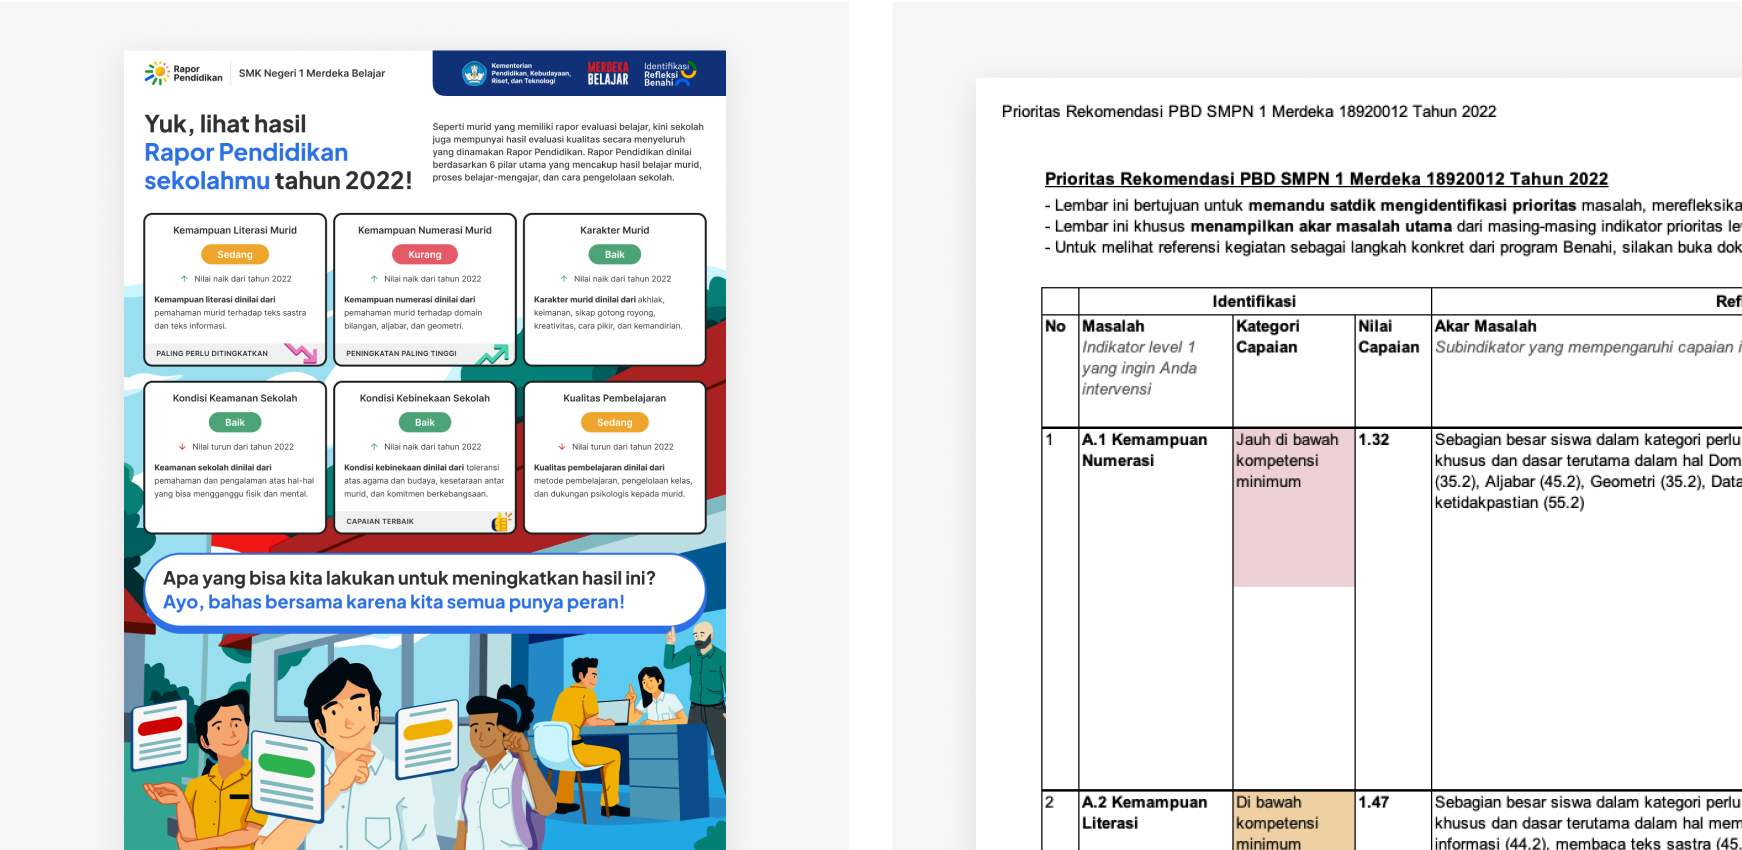 Rapor
Pendidikan
SMK Negeri 1 Merdeka Belajar
Kementerian
Pendidikan, Kebudayaan,
Riset, dan Teknologi
MERDEKA
BELAJAR
Identifikasi
Refleksi
Benahi
Yuk, lihat hasil
Rapor Pendidikan
sekolahmu tahun 2022!
Seperti murid yang memiliki rapor evaluasi belajar, kini sekolah
juga mempunyai hasil evaluasi kualitas secara menyeluruh
yang dinamakan Rapor Pendidikan. Rapor Pendidikan dinilai
berdasarkan 6 pilar utama yang mencakup hasil belajar murid,
proses belajar-mengajar, dan cara pengelolaan sekolah.
Kemampuan Literasi Murid
Sedang
↑ Nilai naik dari tahun 2022
Kemampuan literasi dinilai dari
pemahaman murid terhadap teks sastra
dan teks informasi.
PALING PERLU DITINGKATKAN
Kemampuan Numerasi Murid
Kurang
↑ Nilai naik dari tahun 2022
Kemampuan numerasi dinilai dari
pemahaman murid terhadap domain
bilangan, aljabar, dan geometri.
PENINGKATAN PALING TINGGI
Karakter Murid
Baik
↑ Nilai naik dari tahun 2022
Karakter murid dinilai dari akhlak,
keimanan, sikap gotong royong,
kreativitas, cara pikir, dan kemandirian.
Kondisi Keamanan Sekolah
Baik
↓ Nilai turun dari tahun 2022
Keamanan sekolah dinilai dari
pemahaman dan pengalaman atas hal-hal
yang bisa mengganggu fisik dan mental.
Kondisi Kebinekaan Sekolah
Baik
↑ Nilai naik dari tahun 2022
Kondisi kebinekaan dinilai dari toleransi
atas agama dan budaya, kesetaraan antar
murid, dan komitmen berkebangsaan.
CAPAIAN TERBAIK
Kualitas Pembelajaran
Sedang
↓ Nilai turun dari tahun 2022
Kualitas pembelajaran dinilai dari
metode pembelajaran, pengelolaan kelas,
dan dukungan psikologis kepada murid.
Apa yang bisa kita lakukan untuk meningkatkan hasil ini?
Ayo, bahas bersama karena kita semua punya peran!
Prioritas Rekomendasi PBD SMPN 1 Merdeka 18920012 Tahun 2022
Prioritas Rekomendasi PBD SMPN 1 Merdeka 18920012 Tahun 2022
- Lembar ini bertujuan untuk memandu satdik mengidentifikasi prioritas masalah, merefleksika
- Lembar ini khusus menampilkan akar masalah utama dari masing-masing indikator prioritas le
- Untuk melihat referensi kegiatan sebagai langkah konkret dari program Benahi, silakan buka dok
Identifikasi
Refl
No
Masalah
Indikator level 1
yang ingin Anda
intervensi
Kategori
Capaian
Nilai
Capaian
Akar Masalah
Subindikator yang mempengaruhi capaian i
1
A.1 Kemampuan
Numerasi
Jauh di bawah
kompetensi
minimum
1.32
Sebagian besar siswa dalam kategori perlu
khusus dan dasar terutama dalam hal Dom
(35.2), Aljabar (45.2), Geometri (35.2), Data
ketidakpastian (55.2)
2
A.2 Kemampuan
Literasi
Di bawah
kompetensi
minimum
1.47
Sebagian besar siswa dalam kategori perlu
khusus dan dasar terutama dalam hal mem
informasi (44.2), membaca teks sastra (45.